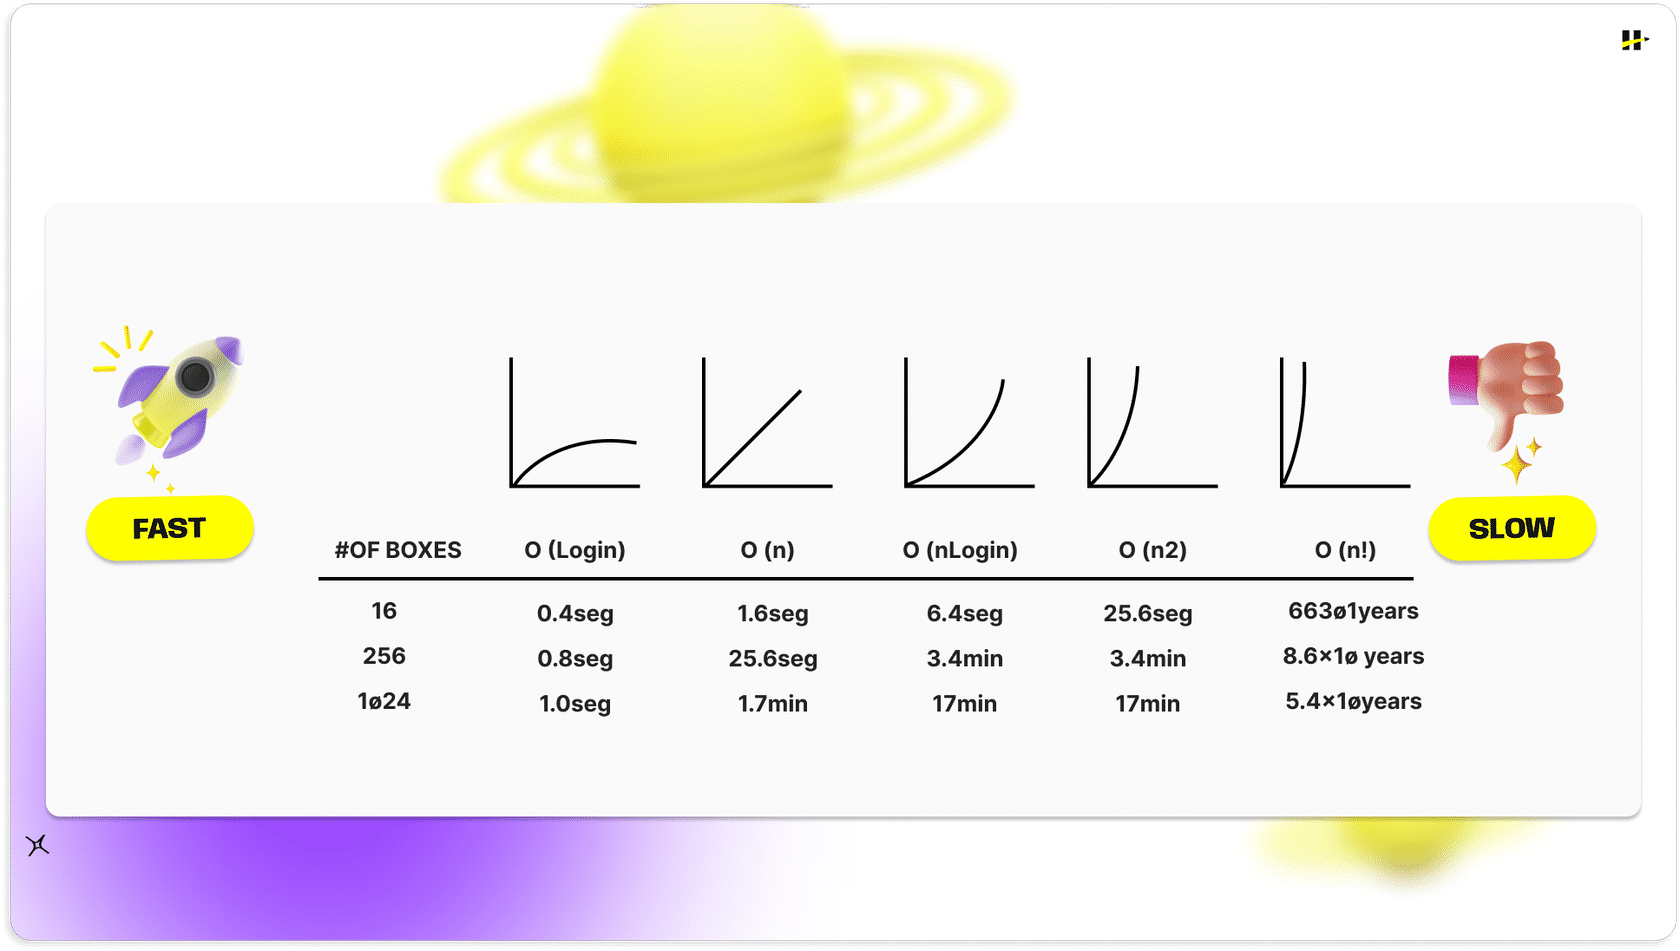 FAST
SLOW
#OF BOXES O (Login) O (n) O (nLogin) O (n2) O (n!)
16 0.4seg 1.6seg 6.4seg 25.6seg 663ø1years
256 0.8seg 25.6seg 3.4min 3.4min 8.6×1ø years
1ø24 1.0seg 1.7min 17min 17min 5.4×1øyears